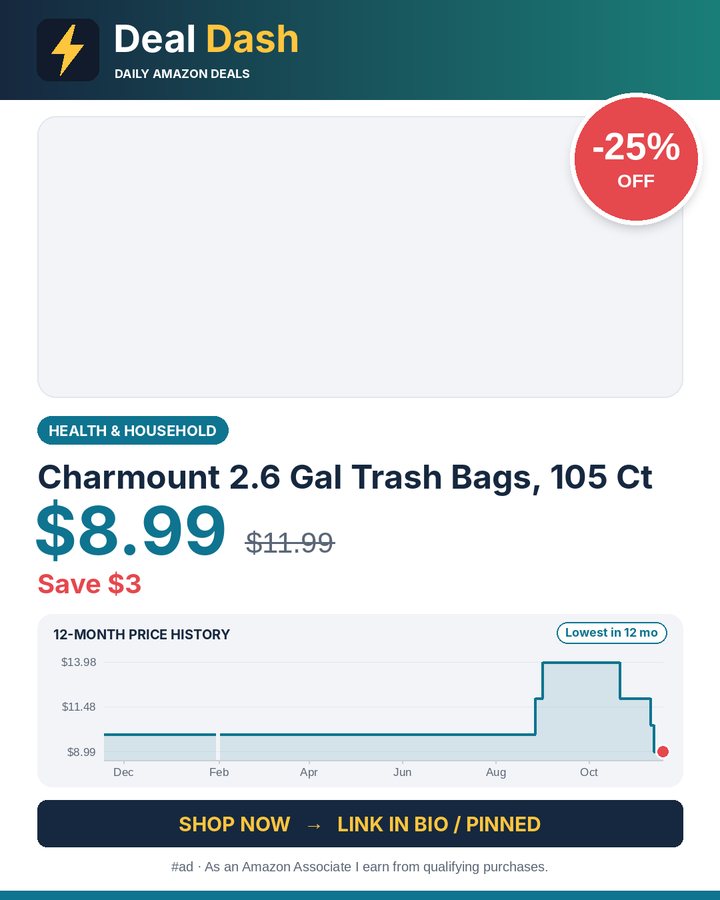 Deal Dash
DAILY AMAZON DEALS
-25%
OFF
HEALTH & HOUSEHOLD
Charmount 2.6 Gal Trash Bags, 105 Ct
$8.99 $11.99
Save $3
12-MONTH PRICE HISTORY
Lowest in 12 mo
$13.98
$11.48
$8.99
Dec Feb Apr Jun Aug Oct
SHOP NOW → LINK IN BIO / PINNED
#ad · As an Amazon Associate I earn from qualifying purchases.